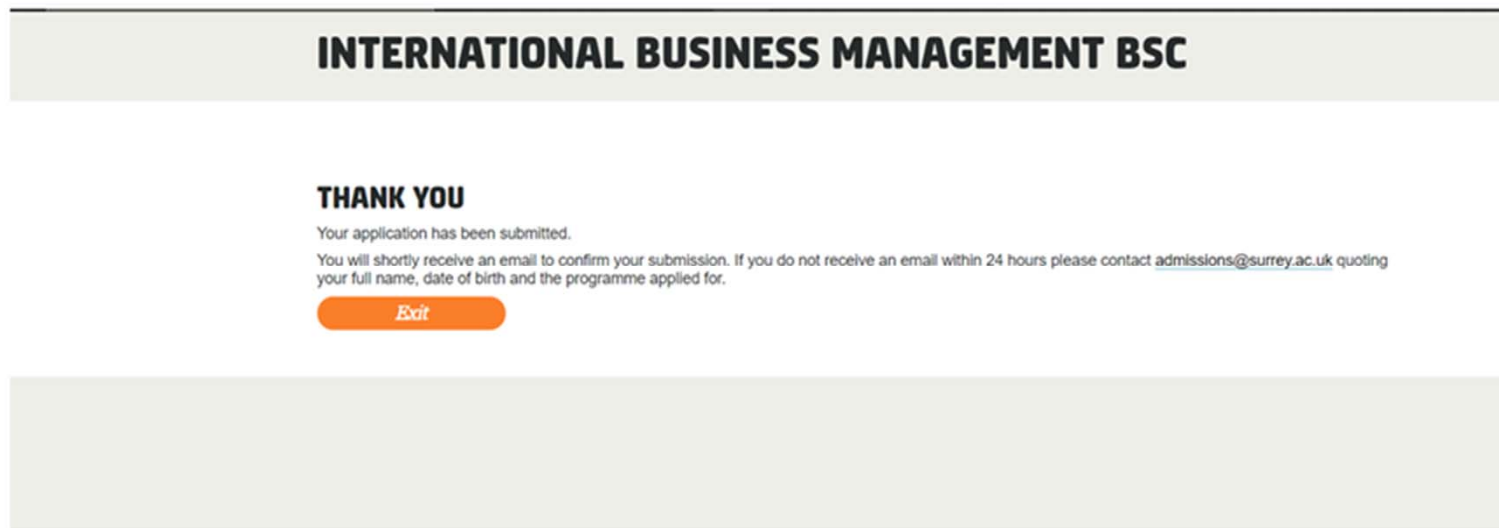 INTERNATIONAL BUSINESS MANAGEMENT BSC
THANK YOU
Your application has been submitted.
You will shortly receive an email to confirm your submission. If you do not receive an email within 24 hours please contact admissions@surrey.ac.uk quoting
your full name, date of birth and the programme applied for.
Exit